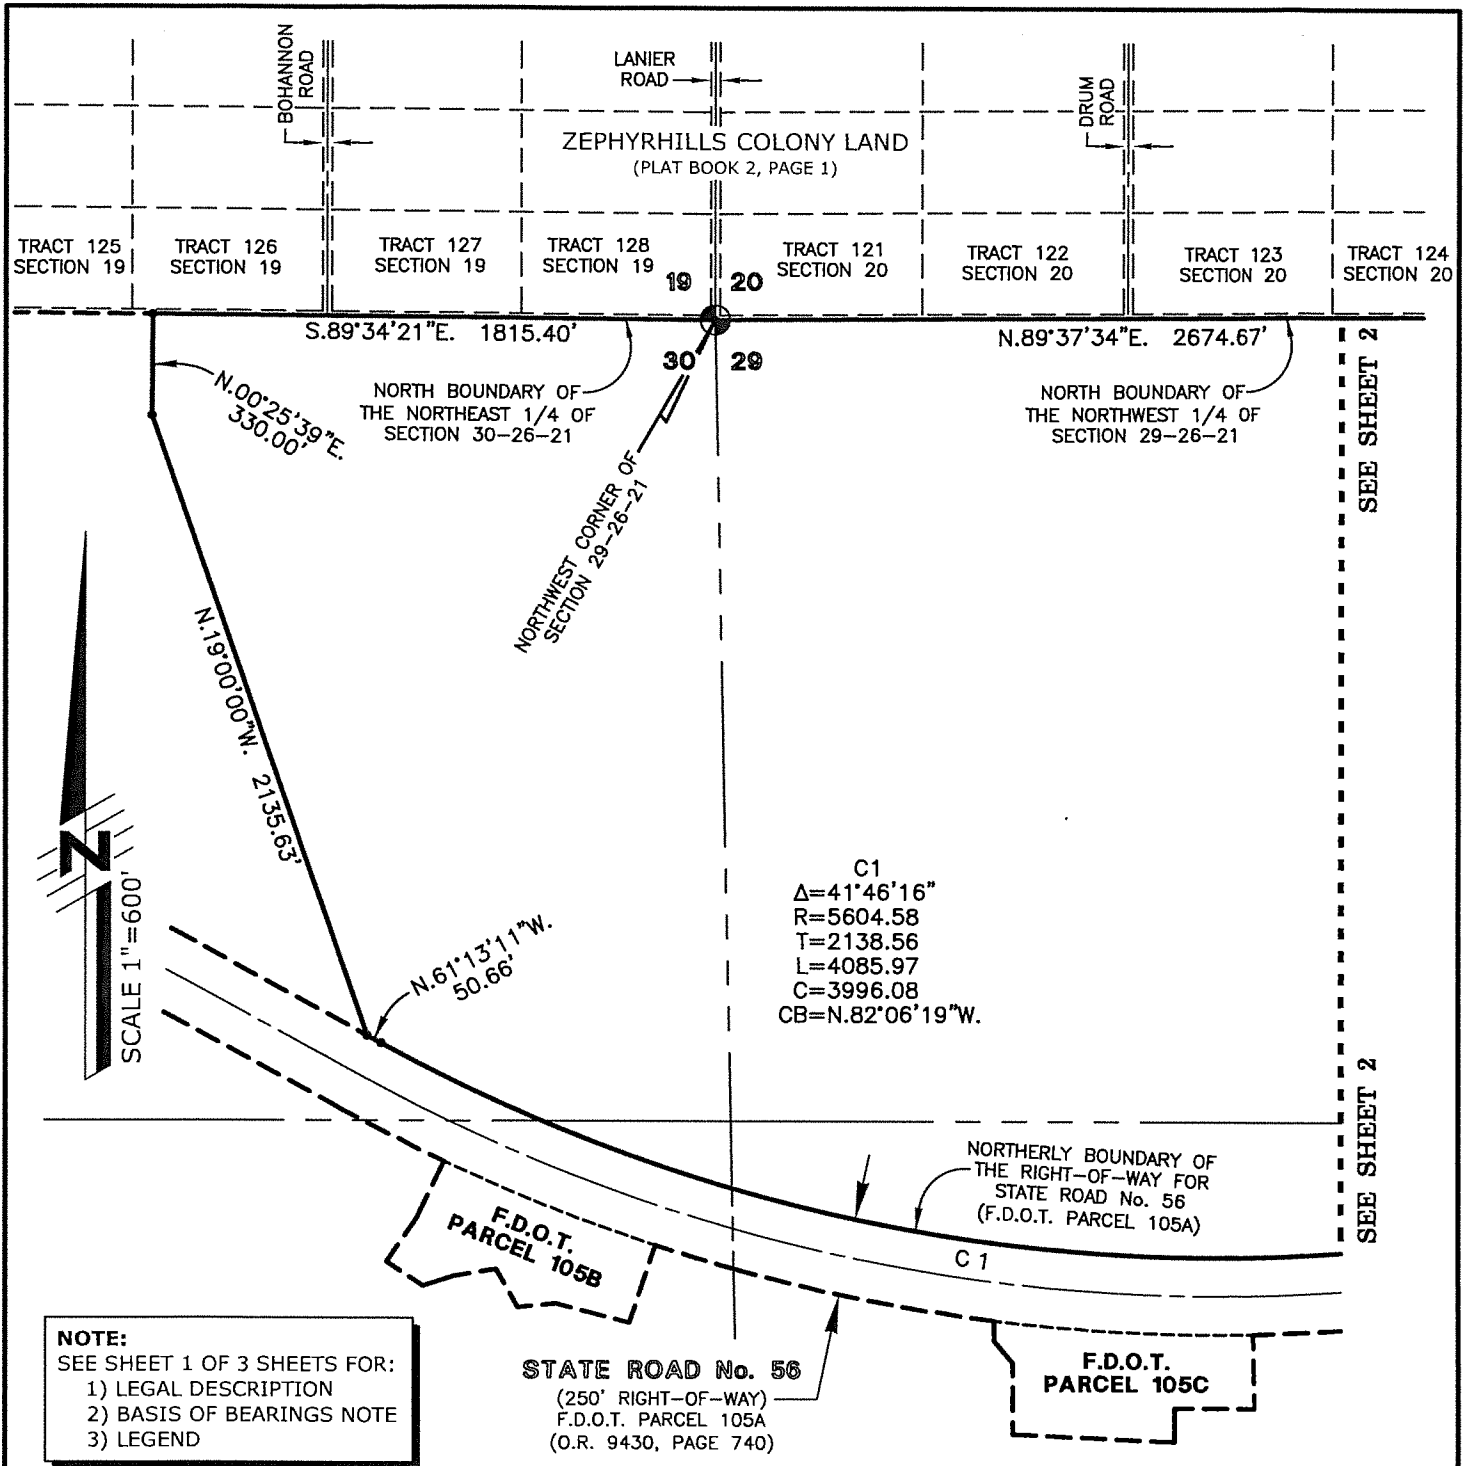 BOHANNON
ROAD
LANIER
ROAD
DRUM
ROAD
ZEPHYRHILLS COLONY LAND
(PLAT BOOK 2, PAGE 1)
TRACT 125
SECTION 19
TRACT 126
SECTION 19
TRACT 127
SECTION 19
TRACT 128
SECTION 19
TRACT 121
SECTION 20
TRACT 122
SECTION 20
TRACT 123
SECTION 20
TRACT 124
SECTION 20
19
20
S.89°34'21"E. 1815.40'
N.89°37'34"E. 2674.67'
30
29
N.00°25'39"E.
330.00'
NORTH BOUNDARY OF
THE NORTHEAST 1/4 OF
SECTION 30-26-21
NORTH BOUNDARY OF
THE NORTHWEST 1/4 OF
SECTION 29-26-21
SEE SHEET 2
NORTHWEST CORNER OF
SECTION 29-26-21
N.19°00'00"W. 2135.63'
N
SCALE 1"=600'
N.61°13'11"W.
50.66'
C1
Δ=41°46'16"
R=5604.58
T=2138.56
L=4085.97
C=3996.08
CB=N.82°06'19"W.
SEE SHEET 2
NORTHERLY BOUNDARY OF
THE RIGHT-OF-WAY FOR
STATE ROAD No. 56
(F.D.O.T. PARCEL 105A)
C 1
F.D.O.T.
PARCEL 105B
F.D.O.T.
PARCEL 105C
STATE ROAD No. 56
(250' RIGHT-OF-WAY)
F.D.O.T. PARCEL 105A
(O.R. 9430, PAGE 740)
NOTE:
SEE SHEET 1 OF 3 SHEETS FOR:
1) LEGAL DESCRIPTION
2) BASIS OF BEARINGS NOTE
3) LEGEND